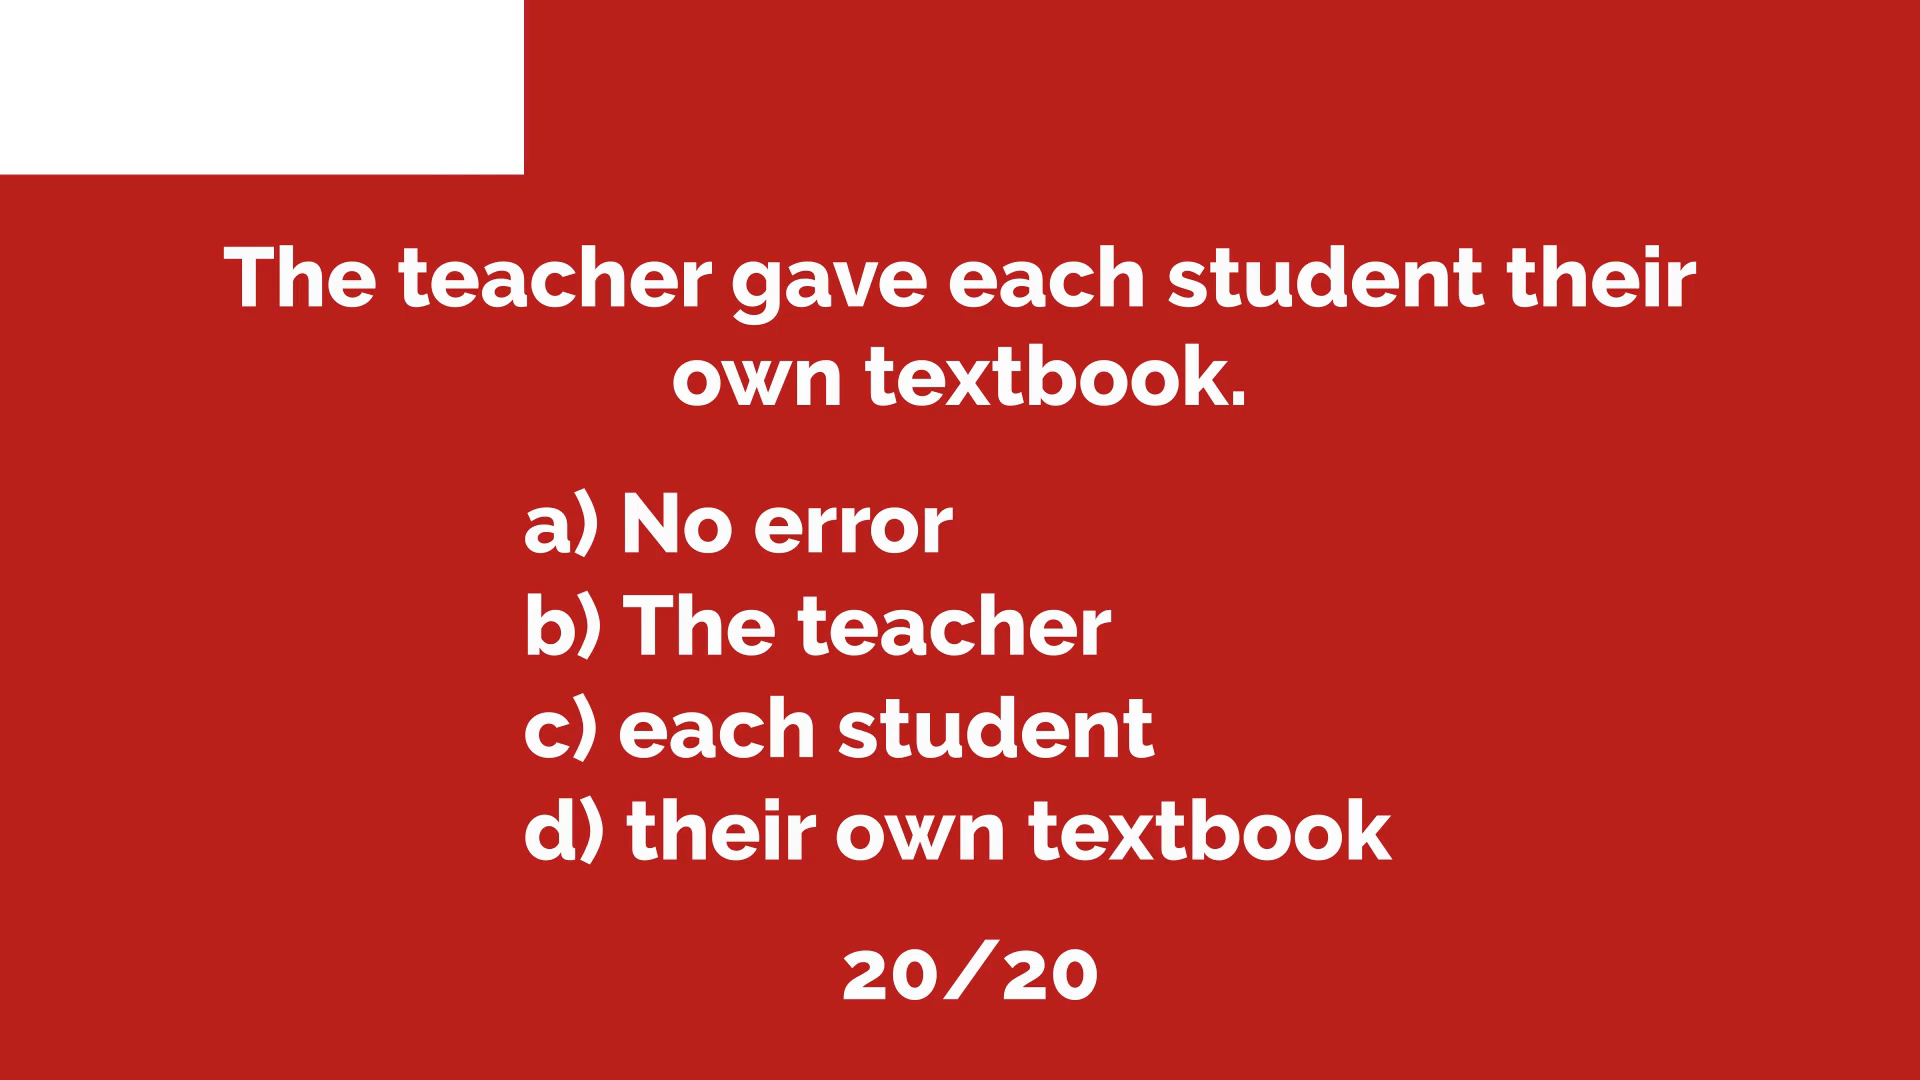 The teacher gave each student their
own textbook.
a) No error
b) The teacher
c) each student
d) their own textbook
20/20